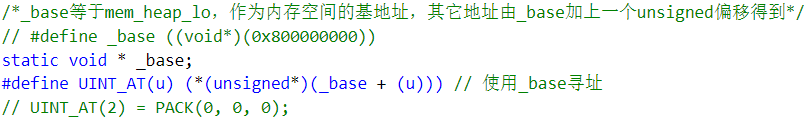 /*_base等于mem_heap_lo，作为内存空间的基地址，其它地址由_base加上一个unsigned偏移得到*/
// #define _base ((void*)(0x800000000))
static void * _base;
#define UINT_AT(u) (*(unsigned*)(_base + (u))) // 使用_base寻址
// UINT_AT(2) = PACK(0, 0, 0);